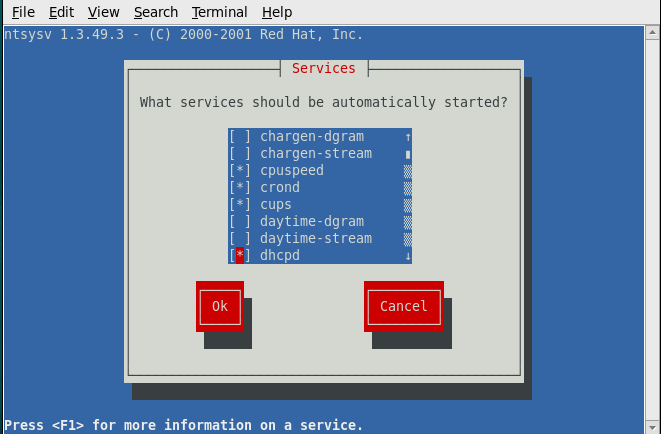 File Edit View Search Terminal Help
ntsysv 1.3.49.3 - (C) 2000-2001 Red Hat, Inc.
Services
What services should be automatically started?
[ ] chargen-dgram
[ ] chargen-stream
[*] cpuspeed
[*] crond
[*] cups
[ ] daytime-dgram
[ ] daytime-stream
[*] dhcpd
Ok Cancel
Press <F1> for more information on a service.